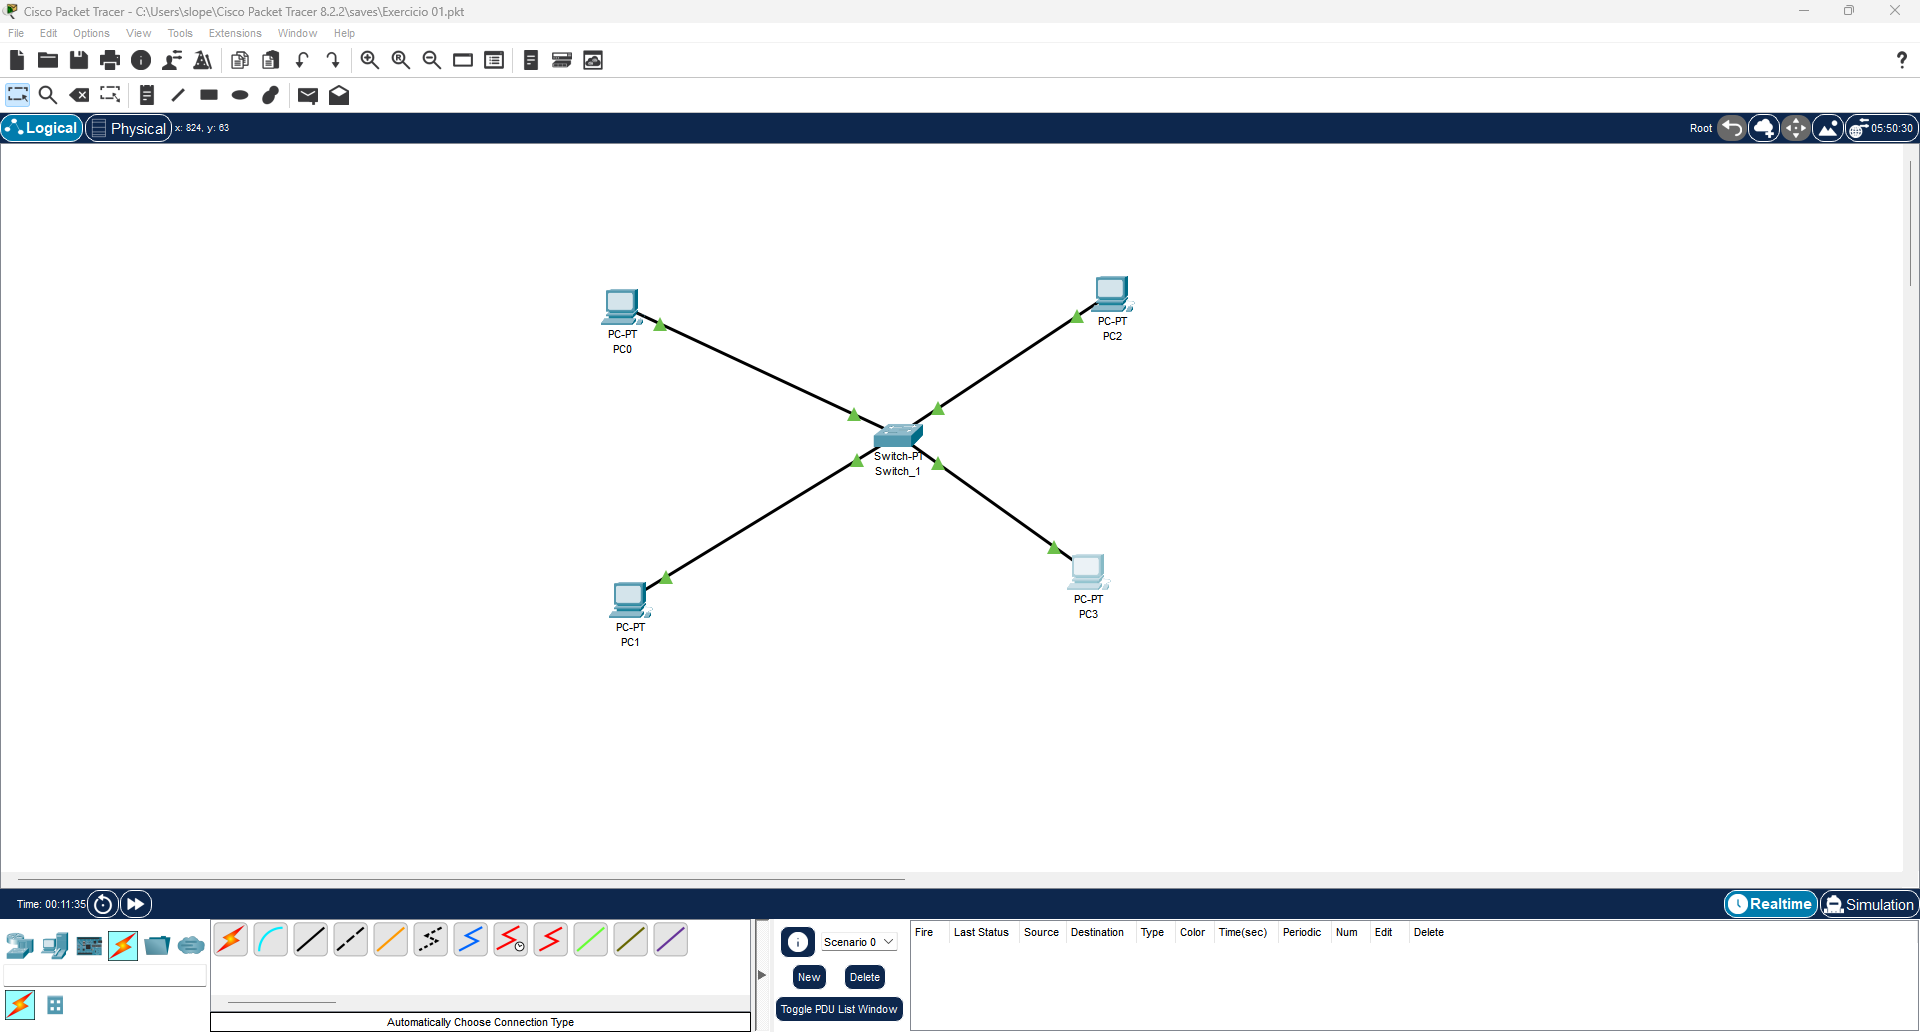 Cisco Packet Tracer - C:\Users\slope\Cisco Packet Tracer 8.2.2\saves\Exercicio 01.pkt
File Edit Options View Tools Extensions Window Help
Logical Physical x: 824, y: 63 Root 05:50:30
PC-PT
PC0
PC-PT
PC2
Switch-PT
Switch_1
PC-PT
PC3
PC-PT
PC1
Time: 00:11:35 Realtime Simulation
Scenario 0
New Delete
Toggle PDU List Window
Fire Last Status Source Destination Type Color Time(sec) Periodic Num Edit Delete
Automatically Choose Connection Type